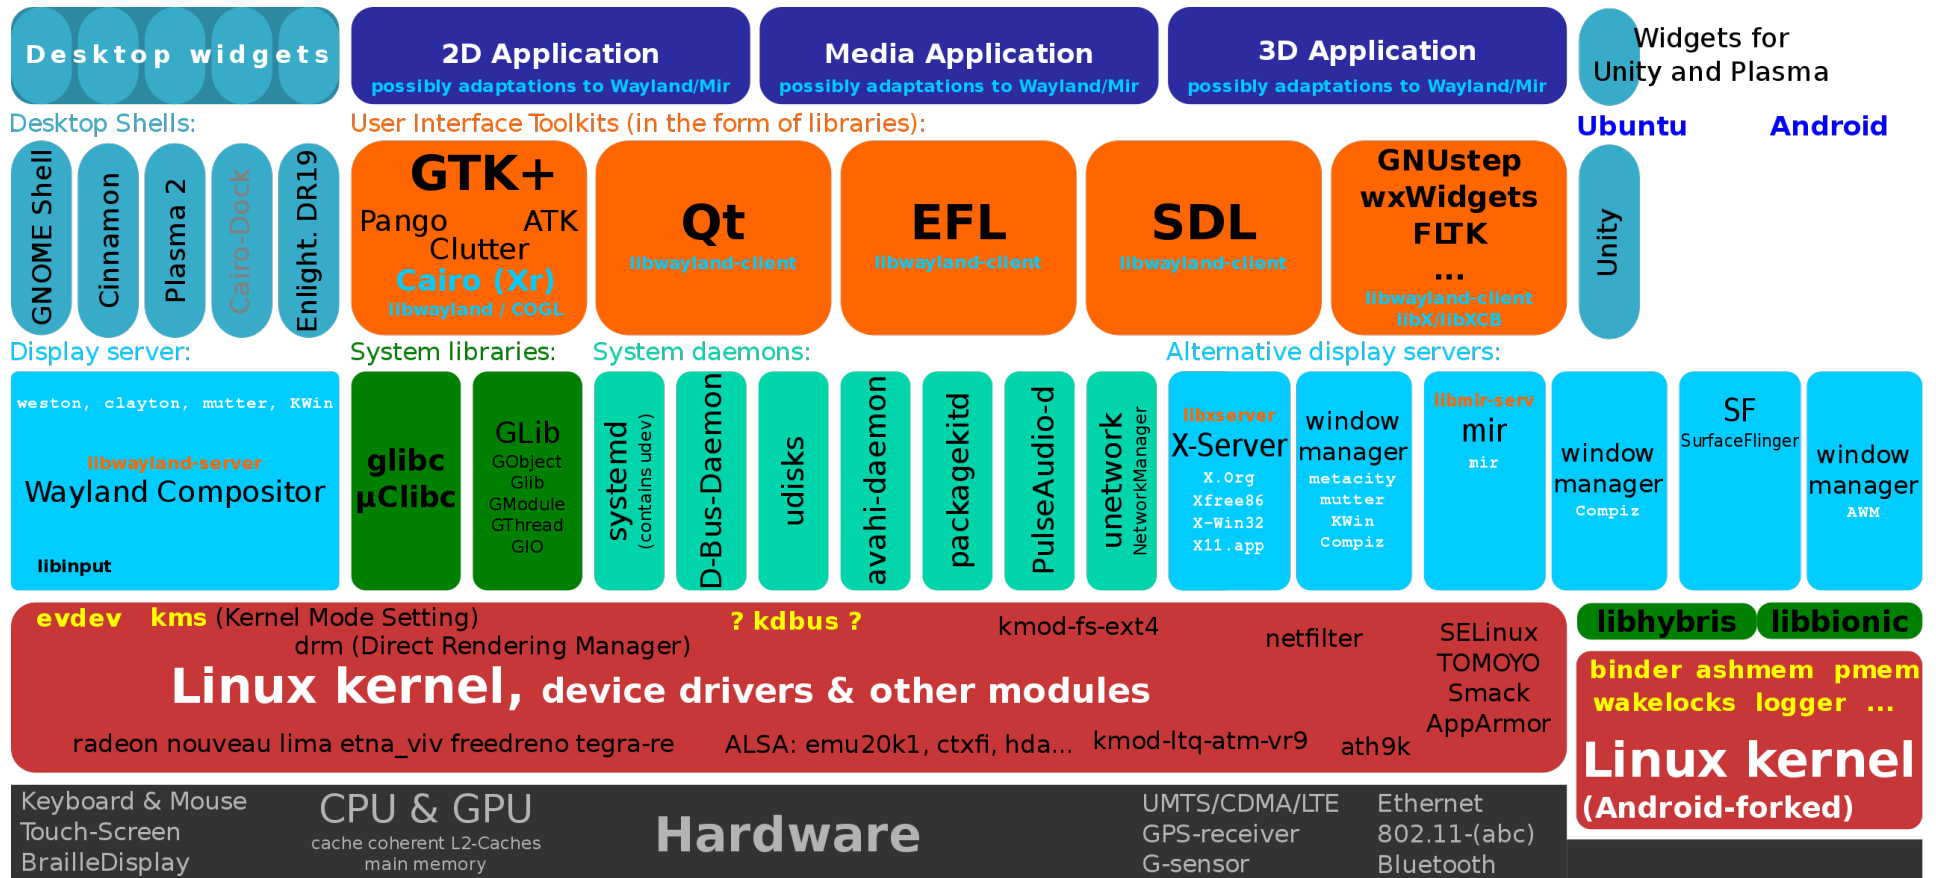 Desktop widgets
2D Application
possibly adaptations to Wayland/Mir
Media Application
possibly adaptations to Wayland/Mir
3D Application
possibly adaptations to Wayland/Mir
Widgets for
Unity and Plasma
Desktop Shells:
User Interface Toolkits (in the form of libraries):
Ubuntu
Android
GNOME Shell
Cinnamon
Plasma 2
Cairo-Dock
Enlight. DR19
GTK+
Pango
ATK
Clutter
Cairo (Xr)
libwayland / COGL
Qt
libwayland-client
EFL
libwayland-client
SDL
libwayland-client
GNUstep
wxWidgets
FLTK
...
libwayland-client
libX/libXCB
Unity
Display server:
System libraries:
System daemons:
Alternative display servers:
weston, clayton, mutter, KWin
libwayland-server
Wayland Compositor
libinput
glibc
µClibc
GLib
GObject
Glib
GModule
GThread
GIO
systemd
(contains udev)
D-Bus-Daemon
udisks
avahi-daemon
packagekitd
PulseAudio-d
unetwork
NetworkManager
libxserver
X-Server
X.Org
Xfree86
X-Win32
X11.app
window
manager
metacity
mutter
KWin
Compiz
libmir-serv
mir
mir
window
manager
Compiz
SF
SurfaceFlinger
window
manager
AWM
evdev
kms (Kernel Mode Setting)
drm (Direct Rendering Manager)
? kdbus ?
kmod-fs-ext4
netfilter
SELinux
TOMOYO
Smack
AppArmor
Linux kernel, device drivers & other modules
radeon nouveau lima etna_viv freedreno tegra-re
ALSA: emu20k1, ctxfi, hda...
kmod-ltq-atm-vr9
ath9k
libhybris
libbionic
binder ashmem pmem
wakelocks logger ...
Linux kernel
(Android-forked)
Keyboard & Mouse
Touch-Screen
BrailleDisplay
CPU & GPU
cache coherent L2-Caches
main memory
Hardware
UMTS/CDMA/LTE
GPS-receiver
G-sensor
Ethernet
802.11-(abc)
Bluetooth